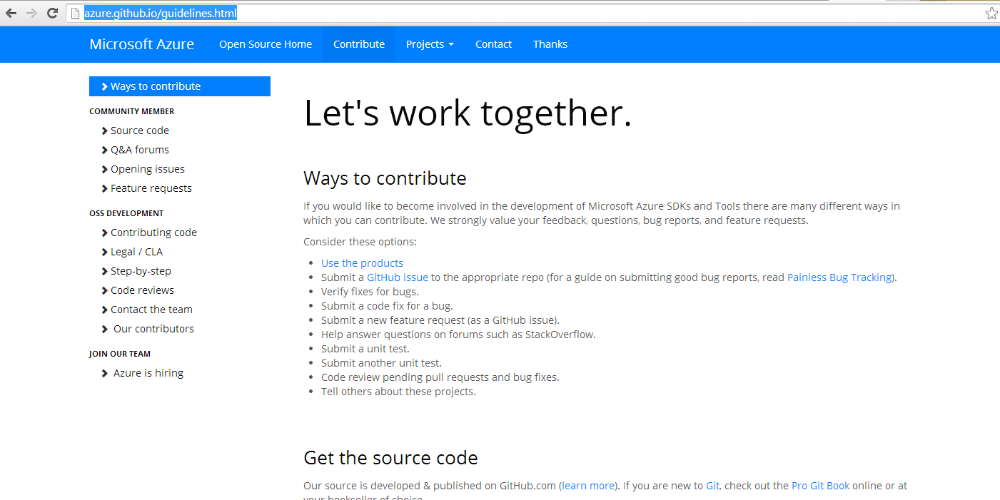 azure.github.io/guidelines.html
Microsoft Azure Open Source Home Contribute Projects Contact Thanks
Ways to contribute
COMMUNITY MEMBER
Source code
Q&A forums
Opening issues
Feature requests
OSS DEVELOPMENT
Contributing code
Legal / CLA
Step-by-step
Code reviews
Contact the team
Our contributors
JOIN OUR TEAM
Azure is hiring
Let's work together.
Ways to contribute
If you would like to become involved in the development of Microsoft Azure SDKs and Tools there are many different ways in
which you can contribute. We strongly value your feedback, questions, bug reports, and feature requests.
Consider these options:
Use the products
Submit a GitHub issue to the appropriate repo (for a guide on submitting good bug reports, read Painless Bug Tracking).
Verify fixes for bugs.
Submit a code fix for a bug.
Submit a new feature request (as a GitHub issue).
Help answer questions on forums such as StackOverflow.
Submit a unit test.
Submit another unit test.
Code review pending pull requests and bug fixes.
Tell others about these projects.
Get the source code
Our source is developed & published on GitHub.com (learn more). If you are new to Git, check out the Pro Git Book online or at
your bookseller of choice.